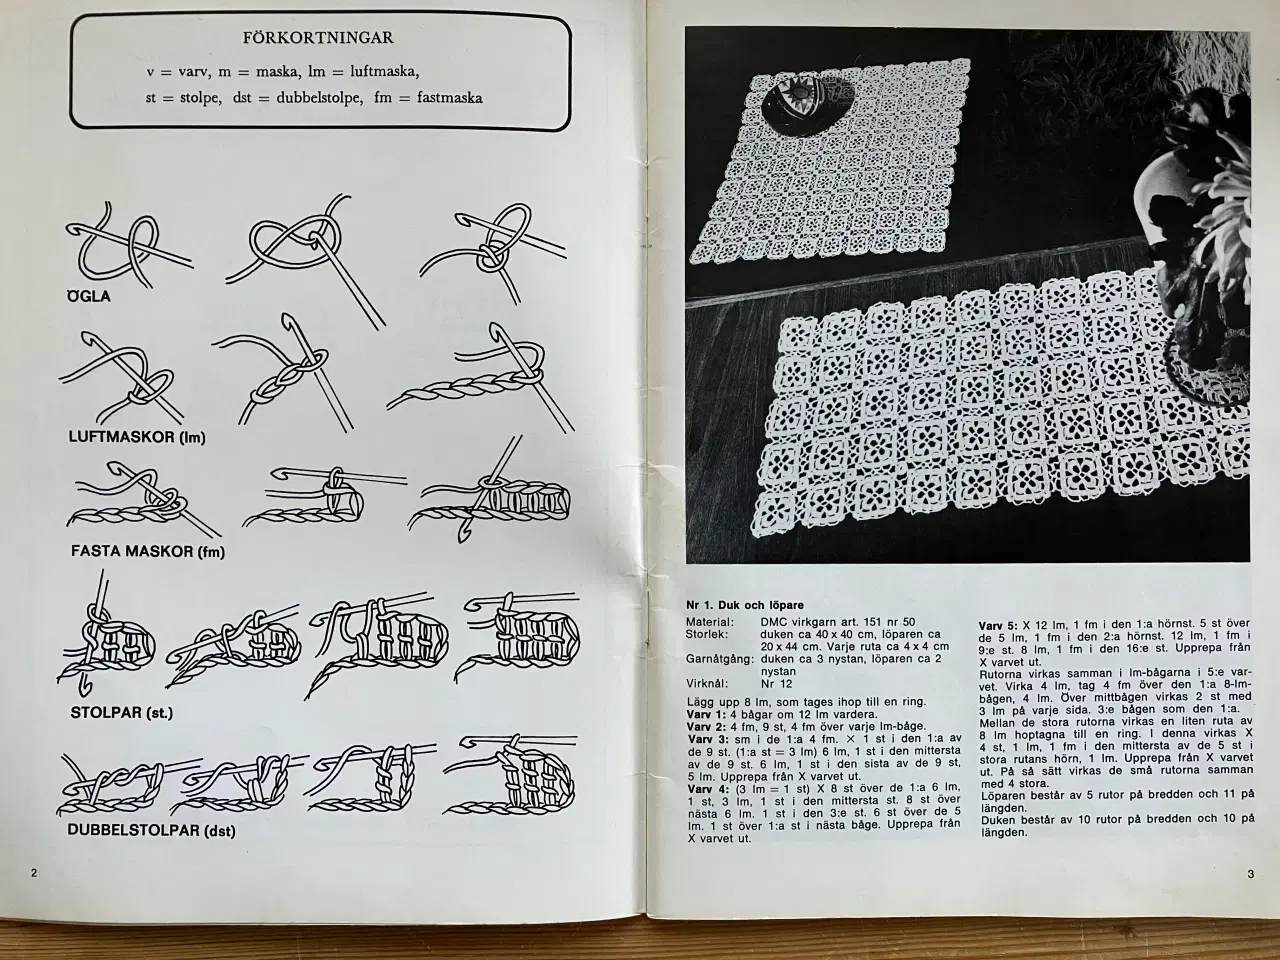 FÖRKORTNINGAR
v = varv, m = maska, lm = luftmaska,
st = stolpe, dst = dubbelstolpe, fm = fastmaska
ÖGLA
LUFTMASKOR (lm)
FASTA MASKOR (fm)
STOLPAR (st.)
DUBBELSTOLPAR (dst)
2
Nr 1. Duk och löpare
Material: DMC virkgarn art. 151 nr 50
Storlek: duken ca 40 x 40 cm, löparen ca
20 x 44 cm. Varje ruta ca 4 x 4 cm
Garnåtgång: duken ca 3 nystan, löparen ca 2
nystan
Virknål: Nr 12
Lägg upp 8 lm, som tages ihop till en ring.
Varv 1: 4 bågar om 12 lm vardera.
Varv 2: 4 fm, 9 st, 4 fm över varje lm-båge.
Varv 3: sm i de 1:a 4 fm. X 1 st i den 1:a av
de 9 st. (1:a st = 3 lm) 6 lm, 1 st i den mittersta
av de 9 st. 6 lm, 1 st i den sista av de 9 st,
5 lm. Upprepa från X varvet ut.
Varv 4: (3 lm = 1 st) X 8 st över de 1:a 6 lm,
1 st, 3 lm, 1 st i den mittersta st. 8 st över
nästa 6 lm. 1 st i den 3:e st. 6 st över de 5
lm. 1 st över 1:a st i nästa båge. Upprepa från
X varvet ut.
Varv 5: X 12 lm, 1 fm i den 1:a hörnst. 5 st över
de 5 lm, 1 fm i den 2:a hörnst. 12 lm, 1 fm i
9:e st. 8 lm, 1 fm i den 16:e st. Upprepa från
X varvet ut.
Rutorna virkas samman i lm-bågarna i 5:e var-
vet. Virka 4 lm, tag 4 fm över den 1:a 8-lm-
bågen, 4 lm. Över mittbågen virkas 2 st med
3 lm på varje sida. 3:e bågen som den 1:a.
Mellan de stora rutorna virkas en liten ruta av
8 lm hoptagna till en ring. I denna virkas X
4 st, 1 lm, 1 fm i den mittersta av de 5 st i
stora rutans hörn, 1 lm. Upprepa från X varvet
ut. På så sätt virkas de små rutorna samman
med 4 stora.
Löparen består av 5 rutor på bredden och 11 på
längden.
Duken består av 10 rutor på bredden och 10 på
längden.
3